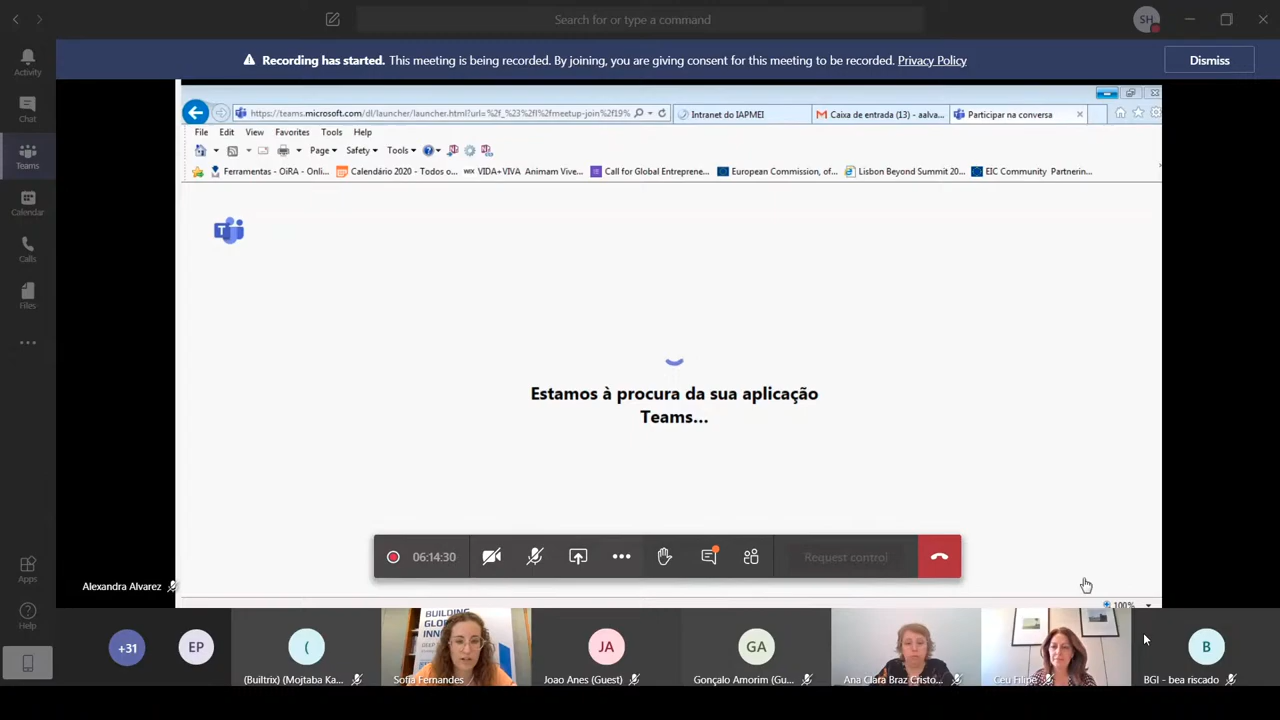 Search for or type a command
SH
Recording has started. This meeting is being recorded. By joining, you are giving consent for this meeting to be recorded. Privacy Policy
Dismiss
Activity
Chat
Teams
Calendar
Calls
Files
Apps
Help
https://teams.microsoft.com/dl/launcher/launcher.html?url=%2f_%23%2fl%2fmeetup-join%2f19%
Intranet do IAPMEI
Caixa de entrada (13) - aalva...
Participar na conversa
File Edit View Favorites Tools Help
Page Safety Tools
Ferramentas - OiRA - Onli...
Calendário 2020 - Todos o...
WIX VIDA+VIVA Animam Vive...
Call for Global Entreprene...
European Commission, of...
Lisbon Beyond Summit 20...
EIC Community Partnerin...
T
Estamos à procura da sua aplicação
Teams...
06:14:30
Request control
Alexandra Alvarez
100%
+31
EP
(
(Builtrix) (Mojtaba Ka...
BUILDING
GLO
INNO
Sofia Fernandes
JA
Joao Anes (Guest)
GA
Gonçalo Amorim (Gu...
Ana Clara Braz Cristo...
Ceu Filipe
B
BGI - bea riscado